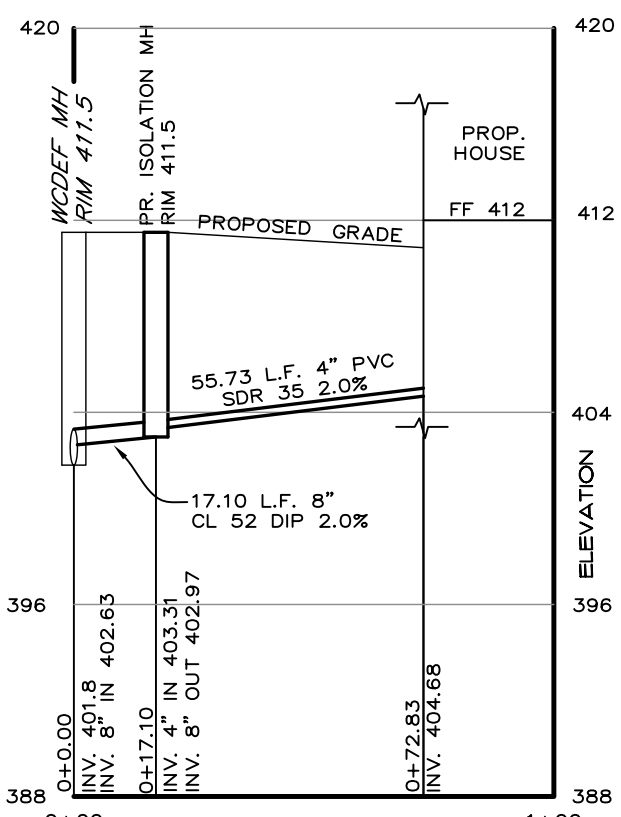 420
420
WCDEF MH
RIM 411.5
PR. ISOLATION MH
RIM 411.5
PROP.
HOUSE
FF 412
412
PROPOSED GRADE
55.73 L.F. 4" PVC
SDR 35 2.0%
404
17.10 L.F. 8"
CL 52 DIP 2.0%
ELEVATION
396
396
0+0.00
INV. 401.8
INV. 8" IN 402.63
0+17.10
INV. 4" IN 403.31
INV. 8" OUT 402.97
0+72.83
INV. 404.68
388
388